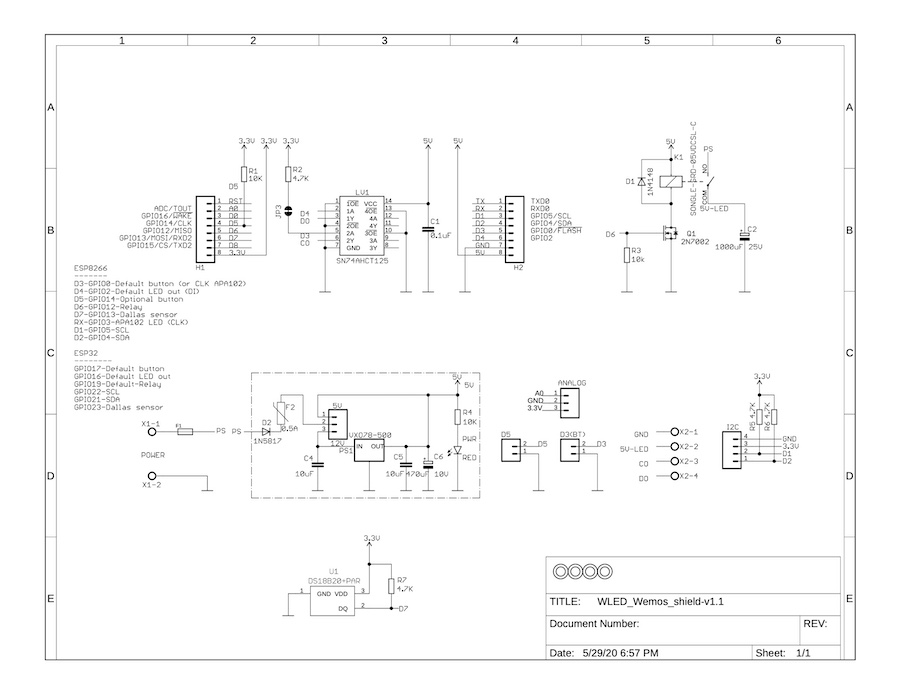 1 2 3 4 5 6
A A
3.3V 3.3V 3.3V 5V 5V 5V PS
K1
SONGLE-SRD-05VDCSL-C
NO
COM
R1
10K
R2
4.7K
D1
1N4148
5V-LED
D5
JP3
LV1
ADC/TOUT
GPIO16/WAKE
GPIO14/CLK
GPIO12/MISO
GPIO13/MOSI/RXD2
GPIO15/CS/TXD2
1 RST
2 A0
3 D0
4 D5
5 D6
6 D7
7 D8
8 3.3V
H1
D4
DO
D3
CO
1 1OE VCC 14
2 1A 4OE 13
3 1Y 4A 12
4 2OE 4Y 11
5 2A 3OE 10
6 2Y 3A 9
7 GND 3Y 8
SN74AHCT125
C1
0.1uF
TX 1 TXD0
RX 2 RXD0
D1 3 GPIO5/SCL
D2 4 GPIO4/SDA
D3 5 GPIO0/FLASH
D4 6 GPIO2
GND 7
5V 8
H2
B B
D6
R3
10k
Q1
2N7002
C2
1000uF 25V
ESP8266
-------
D3-GPIO0-Default button (or CLK APA102)
D4-GPIO2-Default LED out (DI)
D5-GPIO14-Optional button
D6-GPIO12-Relay
D7-GPIO13-Dallas sensor
RX-GPIO3-APA102 LED (CLK)
D1-GPIO5-SCL
D2-GPIO4-SDA
C C
ESP32
--------
GPIO17-Default button
GPIO16-Default LED out
GPIO19-Default-Relay
GPIO22-SCL
GPIO21-SDA
GPIO23-Dallas sensor
X1-1
F1
PS PS
D2
1N5817
F2
0.5A
5V
1
2
3
12V
VXO78-500
PS1
IN OUT
C4
10uF
C5
10uF
C6
470uF 10V
5V
5V
R4
10K
PWR
RED
POWER
X1-2
ANALOG
A0 1
GND 2
3.3V 3
D5
1
2
D5
D3(BT)
1
2
D3
GND X2-1
5V-LED X2-2
CO X2-3
DO X2-4
3.3V
R5 4.7K
R6 4.7K
I2C
4 GND
3 3.3V
2 D1
1 D2
D D
3.3V
U1
DS18B20+PAR
1 GND VDD 3
DQ 2
R7
4.7K
D7
E E
TITLE: WLED_Wemos_shield-v1.1
Document Number:
REV:
Date: 5/29/20 6:57 PM
Sheet: 1/1